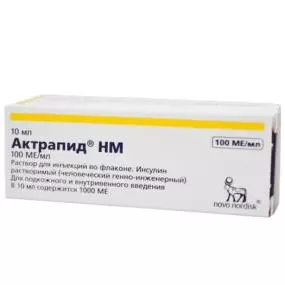 10 мл
Актрапид® НМ
100 МЕ/мл
100 МЕ/мл
Раствор для инъекций во флаконе. Инсулин
растворимый (человеческий генно-инженерный)
Для подкожного и внутривенного введения
В 10 мл содержится 1000 МЕ
novo nordisk®